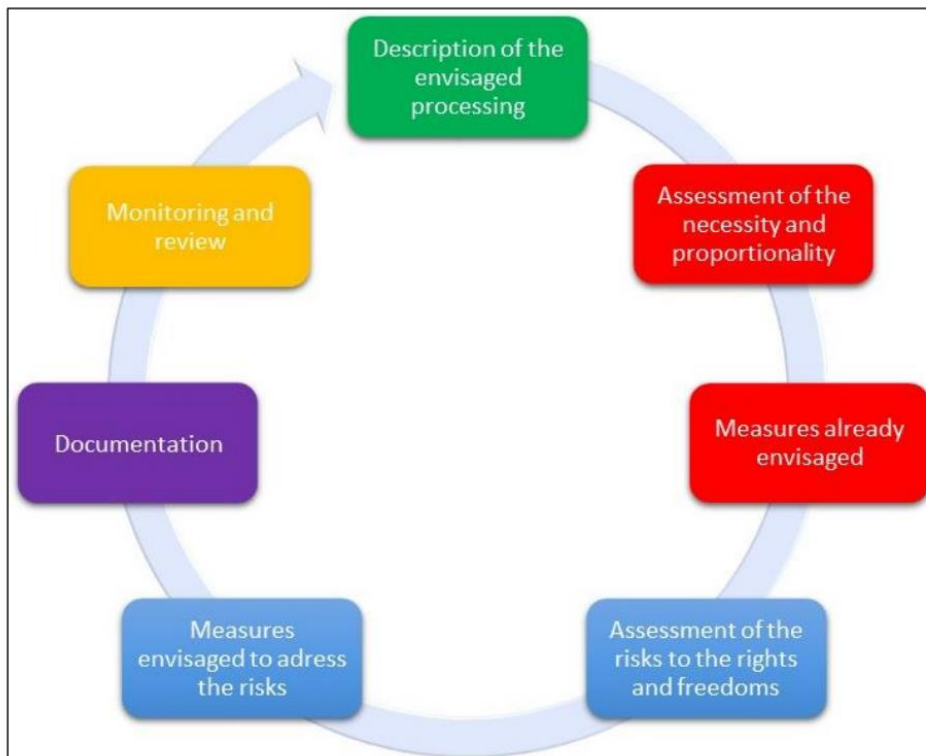 Description of the
envisaged
processing
Assessment of the
necessity and
proportionality
Measures already
envisaged
Assessment of the
risks to the rights
and freedoms
Measures
envisaged to adress
the risks
Documentation
Monitoring and
review